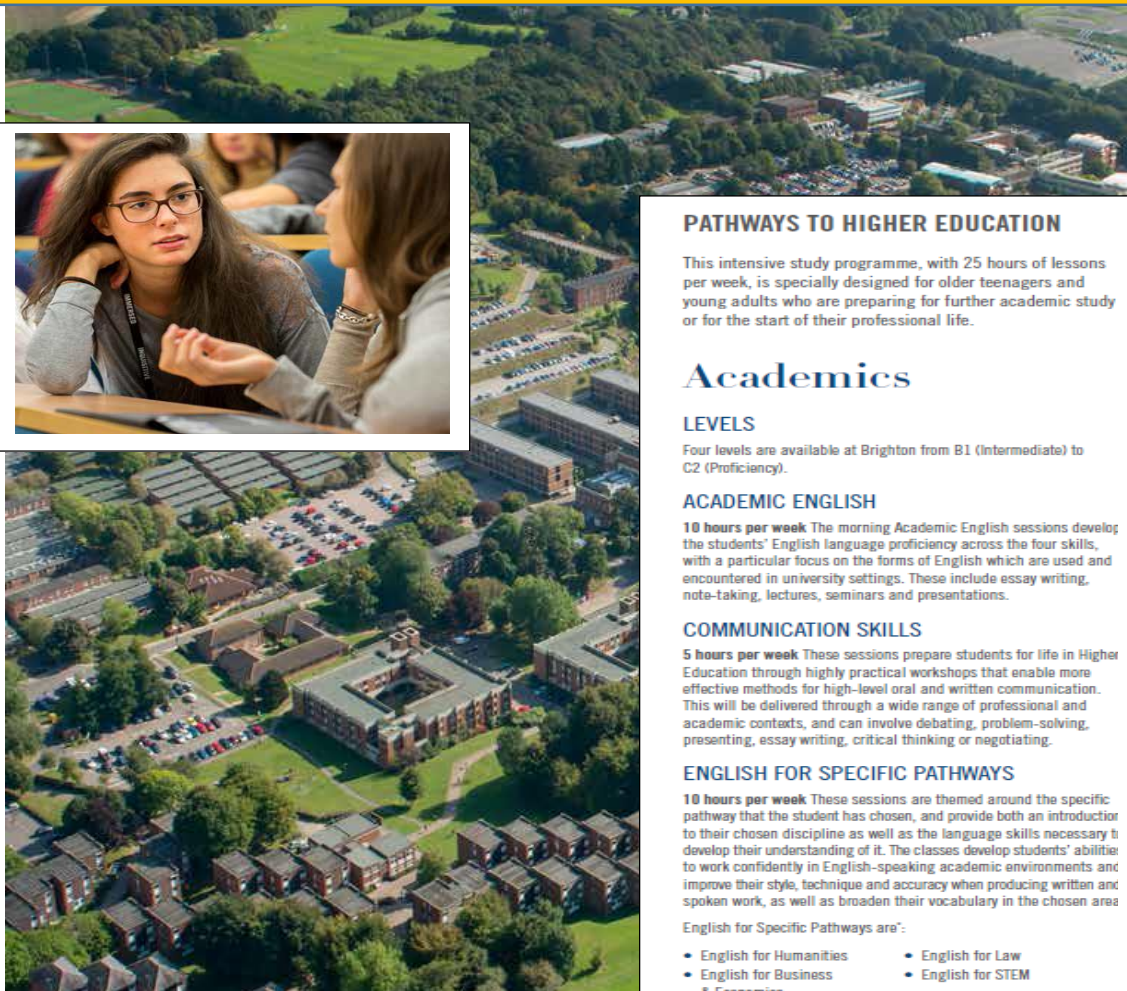 IMMERSED
INQUISITIVE
PATHWAYS TO HIGHER EDUCATION
This intensive study programme, with 25 hours of lessons
per week, is specially designed for older teenagers and
young adults who are preparing for further academic study
or for the start of their professional life.
Academics
LEVELS
Four levels are available at Brighton from B1 (Intermediate) to
C2 (Proficiency).
ACADEMIC ENGLISH
10 hours per week The morning Academic English sessions develop
the students' English language proficiency across the four skills,
with a particular focus on the forms of English which are used and
encountered in university settings. These include essay writing,
note-taking, lectures, seminars and presentations.
COMMUNICATION SKILLS
5 hours per week These sessions prepare students for life in Higher
Education through highly practical workshops that enable more
effective methods for high-level oral and written communication.
This will be delivered through a wide range of professional and
academic contexts, and can involve debating, problem-solving,
presenting, essay writing, critical thinking or negotiating.
ENGLISH FOR SPECIFIC PATHWAYS
10 hours per week These sessions are themed around the specific
pathway that the student has chosen, and provide both an introduction
to their chosen discipline as well as the language skills necessary
develop their understanding of it. The classes develop students' abilities
to work confidently in English-speaking academic environments and
improve their style, technique and accuracy when producing written and
spoken work, as well as broaden their vocabulary in the chosen area
English for Specific Pathways are*:
• English for Humanities
• English for Business
& Economics
• English for Law
• English for STEM